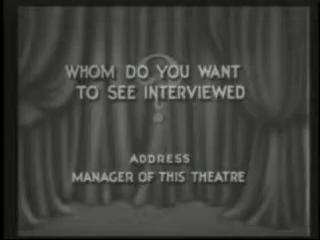 WHOM DO YOU WANT
TO SEE INTERVIEWED
?
ADDRESS
MANAGER OF THIS THEATRE